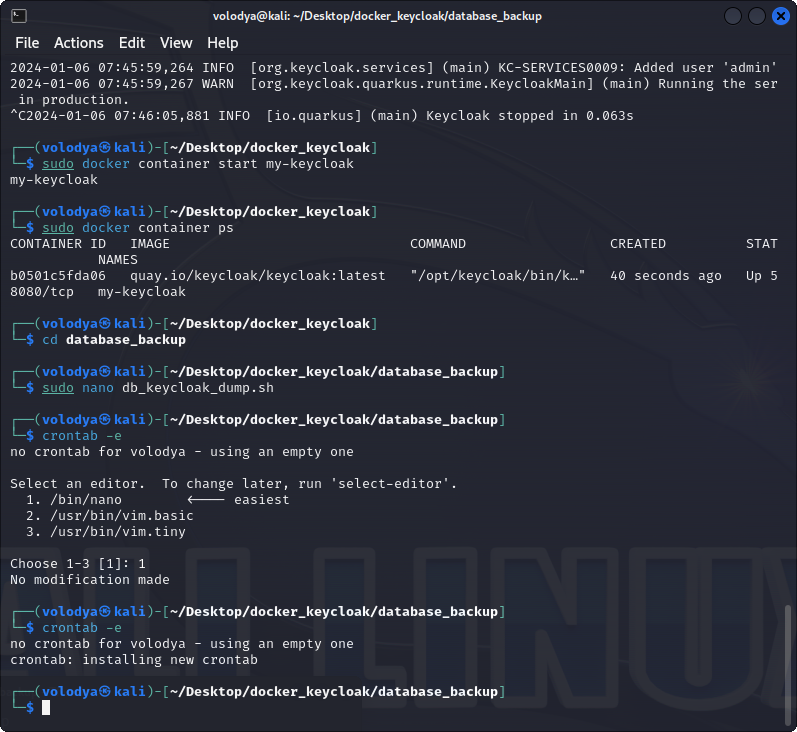 volodya@kali: ~/Desktop/docker_keycloak/database_backup
File Actions Edit View Help
2024-01-06 07:45:59,264 INFO  [org.keycloak.services] (main) KC-SERVICES0009: Added user 'admin'
2024-01-06 07:45:59,267 WARN  [org.keycloak.quarkus.runtime.KeycloakMain] (main) Running the ser
 in production.
^C2024-01-06 07:46:05,881 INFO  [io.quarkus] (main) Keycloak stopped in 0.063s
┌──(volodya㉿kali)-[~/Desktop/docker_keycloak]
└─$ sudo docker container start my-keycloak
my-keycloak
┌──(volodya㉿kali)-[~/Desktop/docker_keycloak]
└─$ sudo docker container ps
CONTAINER ID   IMAGE                              COMMAND                  CREATED          STAT
           NAMES
b0501c5fda06   quay.io/keycloak/keycloak:latest   "/opt/keycloak/bin/k…"   40 seconds ago   Up 5
8080/tcp   my-keycloak
┌──(volodya㉿kali)-[~/Desktop/docker_keycloak]
└─$ cd database_backup
┌──(volodya㉿kali)-[~/Desktop/docker_keycloak/database_backup]
└─$ sudo nano db_keycloak_dump.sh
┌──(volodya㉿kali)-[~/Desktop/docker_keycloak/database_backup]
└─$ crontab -e
no crontab for volodya - using an empty one
Select an editor.  To change later, run 'select-editor'.
  1. /bin/nano        <---- easiest
  2. /usr/bin/vim.basic
  3. /usr/bin/vim.tiny
Choose 1-3 [1]: 1
No modification made
┌──(volodya㉿kali)-[~/Desktop/docker_keycloak/database_backup]
└─$ crontab -e
no crontab for volodya - using an empty one
crontab: installing new crontab
┌──(volodya㉿kali)-[~/Desktop/docker_keycloak/database_backup]
└─$
KALI LINUX